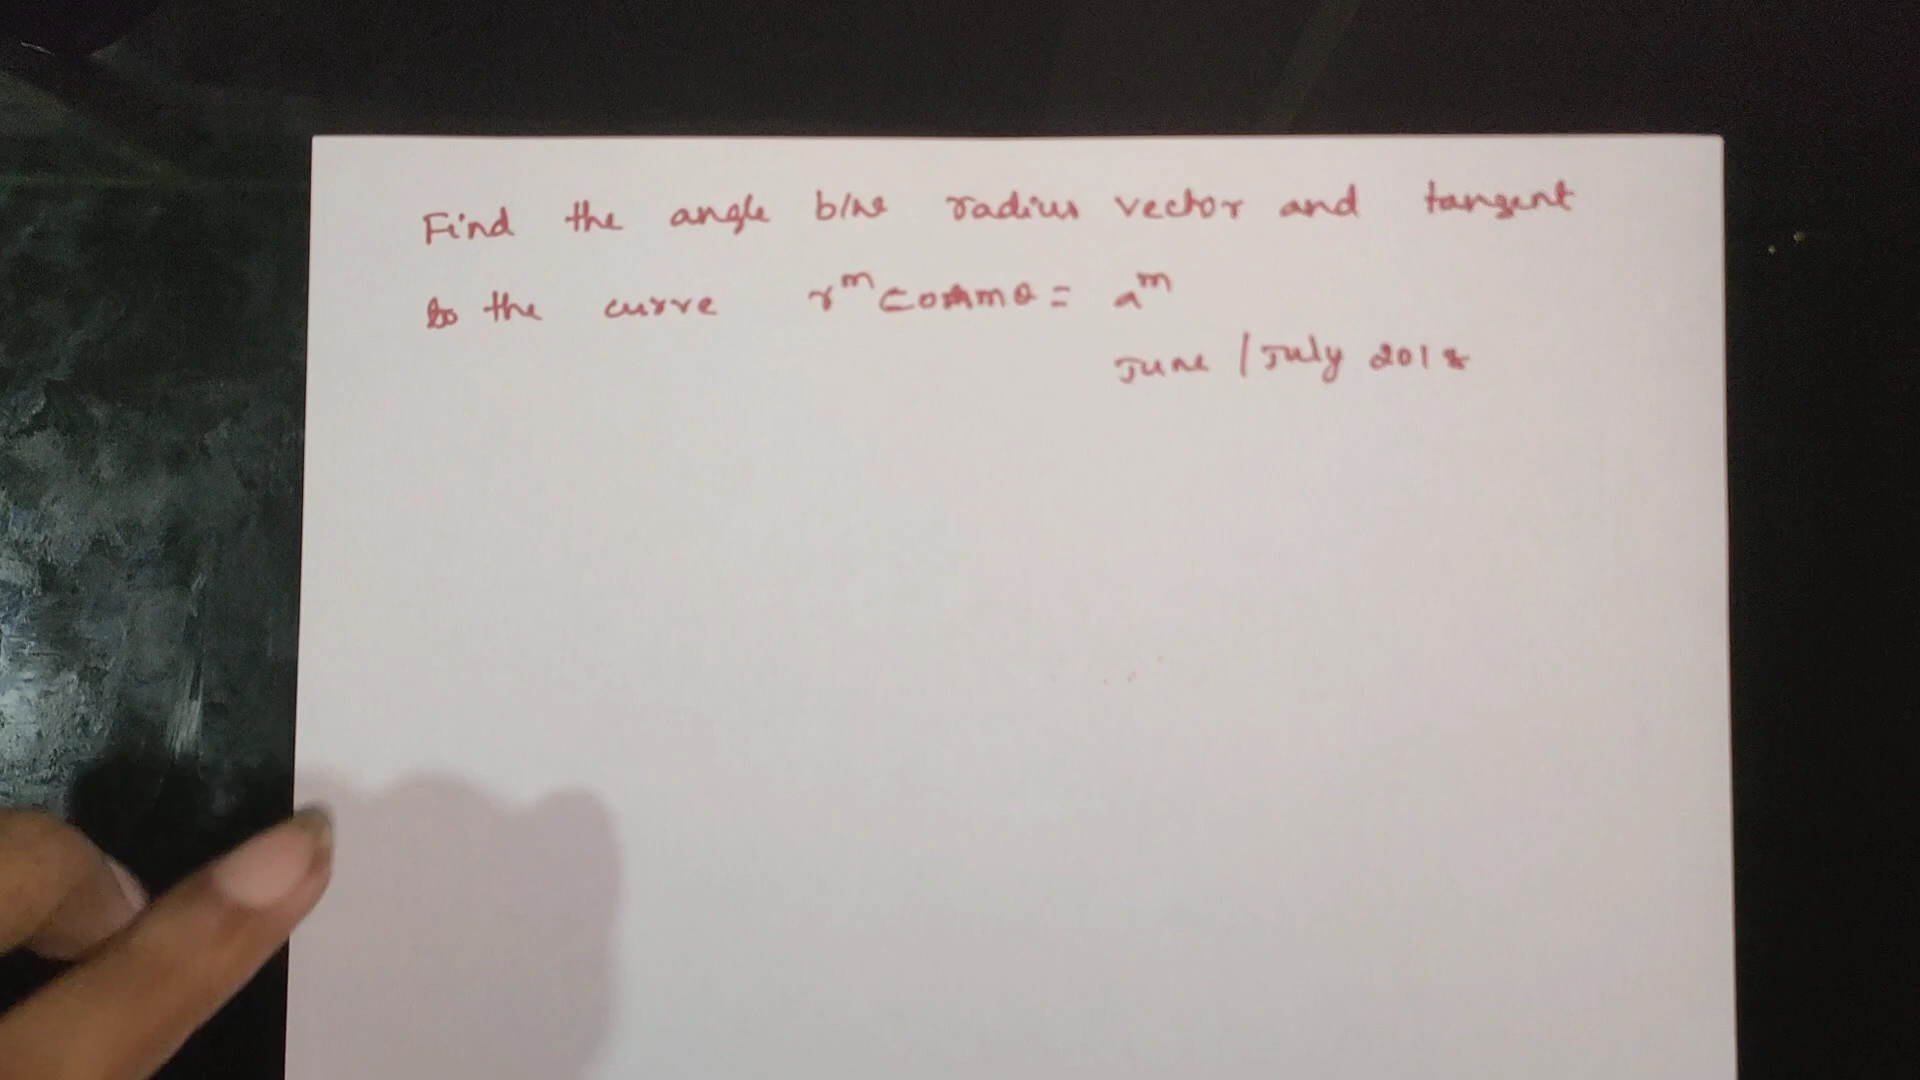 Find the angle b/w radius vector and tangent
to the curve r^m cos mθ = a^m
June / July 2018